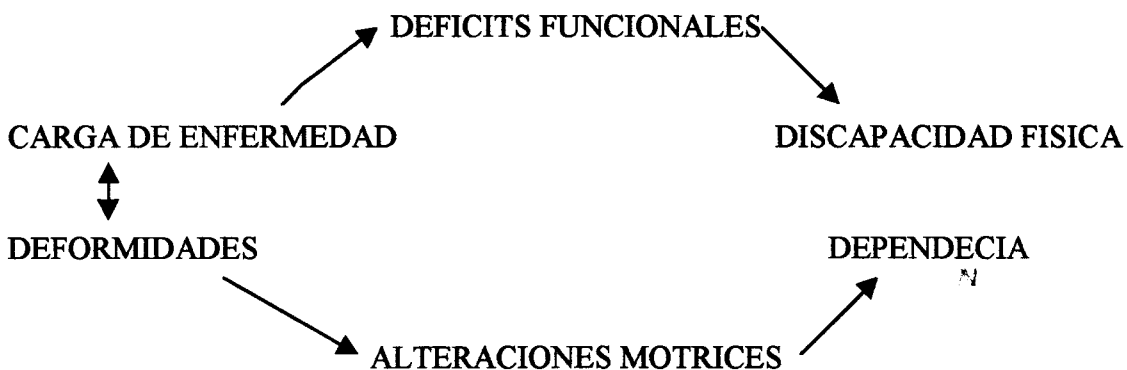 DEFICITS FUNCIONALES
CARGA DE ENFERMEDAD DISCAPACIDAD FISICA
DEFORMIDADES DEPENDECIA
N
ALTERACIONES MOTRICES